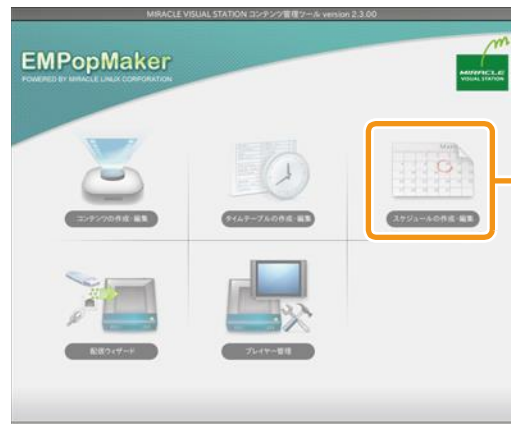 MIRACLE VISUAL STATION コンテンツ管理ツール version 2.3.00
EMPopMaker
POWERED BY MIRACLE LINUX CORPORATION
m
MIRACLE
VISUAL STATION
コンテンツの作成・編集
タイムテーブルの作成・編集
スケジュールの作成・編集
配信ウィザード
プレイヤー管理